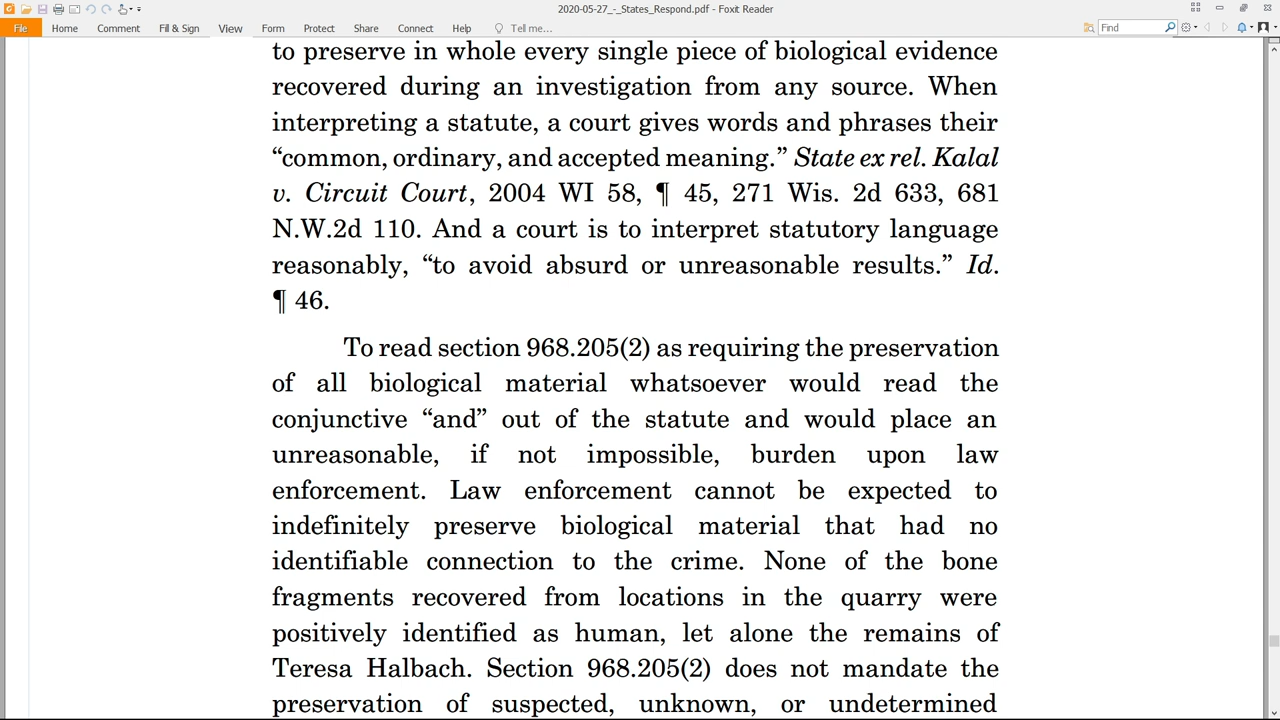 2020-05-27_-_States_Respond.pdf - Foxit Reader
File Home Comment Fill & Sign View Form Protect Share Connect Help Tell me... Find
to preserve in whole every single piece of biological evidence
recovered during an investigation from any source. When
interpreting a statute, a court gives words and phrases their
“common, ordinary, and accepted meaning.” State ex rel. Kalal
v. Circuit Court, 2004 WI 58, ¶ 45, 271 Wis. 2d 633, 681
N.W.2d 110. And a court is to interpret statutory language
reasonably, “to avoid absurd or unreasonable results.” Id.
¶ 46.
To read section 968.205(2) as requiring the preservation
of all biological material whatsoever would read the
conjunctive “and” out of the statute and would place an
unreasonable, if not impossible, burden upon law
enforcement. Law enforcement cannot be expected to
indefinitely preserve biological material that had no
identifiable connection to the crime. None of the bone
fragments recovered from locations in the quarry were
positively identified as human, let alone the remains of
Teresa Halbach. Section 968.205(2) does not mandate the
preservation of suspected, unknown, or undetermined